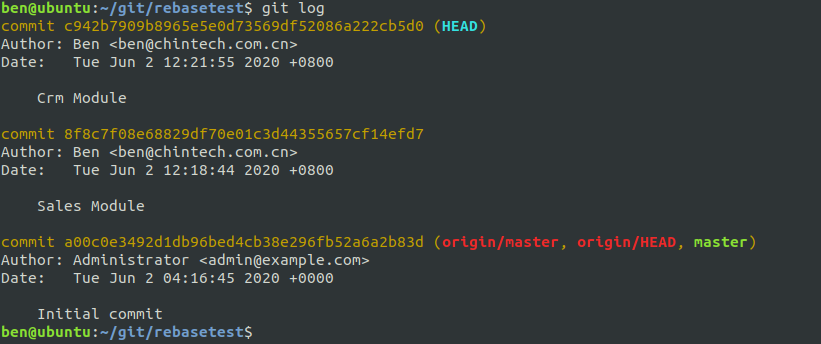 ben@ubuntu:~/git/rebasetest$ git log
commit c942b7909b8965e5e0d73569df52086a222cb5d0 (HEAD)
Author: Ben <ben@chintech.com.cn>
Date:   Tue Jun 2 12:21:55 2020 +0800
    Crm Module
commit 8f8c7f08e68829df70e01c3d44355657cf14efd7
Author: Ben <ben@chintech.com.cn>
Date:   Tue Jun 2 12:18:44 2020 +0800
    Sales Module
commit a00c0e3492d1db96bed4cb38e296fb52a6a2b83d (origin/master, origin/HEAD, master)
Author: Administrator <admin@example.com>
Date:   Tue Jun 2 04:16:45 2020 +0000
    Initial commit
ben@ubuntu:~/git/rebasetest$